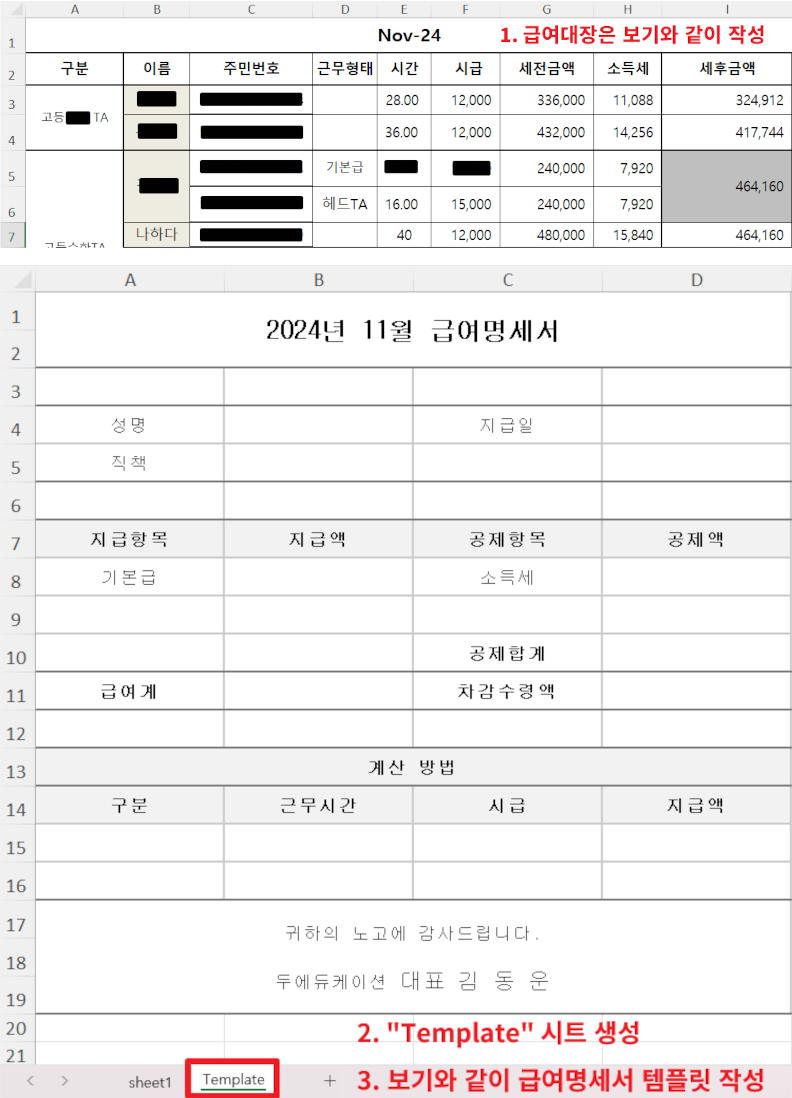 A B C D E F G H I
1 Nov-24 1. 급여대장은 보기와 같이 작성
2 구분 이름 주민번호 근무형태 시간 시급 세전금액 소득세 세후금액
3 28.00 12,000 336,000 11,088 324,912
고등 TA
4 36.00 12,000 432,000 14,256 417,744
5 기본급 240,000 7,920
464,160
6 헤드TA 16.00 15,000 240,000 7,920
7 나하다 40 12,000 480,000 15,840 464,160
고등수학TA
A B C D
1
2024년 11월 급여명세서
2
3
4 성명 지급일
5 직책
6
7 지급항목 지급액 공제항목 공제액
8 기본급 소득세
9
10 공제합계
11 급여계 차감수령액
12
13 계산 방법
14 구분 근무시간 시급 지급액
15
16
17 귀하의 노고에 감사드립니다.
18
두에듀케이션 대표 김 동 운
19
20 2. "Template" 시트 생성
21
sheet1 Template + 3. 보기와 같이 급여명세서 템플릿 작성